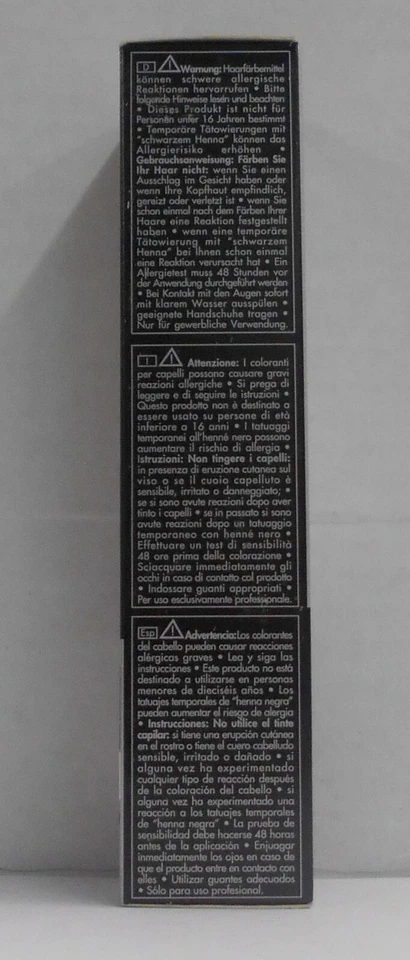 D Warnung: Haarfärbemittel
können schwere allergische
Reaktionen hervorrufen • Bitte
folgende Hinweise lesen und beachten
• Dieses Produkt ist nicht für
Personen unter 16 Jahren bestimmt
• Temporäre Tätowierungen mit
"schwarzem Henna" können das
Allergierisiko erhöhen •
Gebrauchsanweisung: Färben Sie
Ihr Haar nicht: wenn Sie einen
Ausschlag im Gesicht haben oder
wenn Ihre Kopfhaut empfindlich,
gereizt oder verletzt ist • wenn Sie
schon einmal nach dem Färben Ihrer
Haare eine Reaktion festgestellt
haben • wenn eine temporäre
Tätowierung mit "schwarzem
Henna" bei Ihnen schon einmal
eine Reaktion verursacht hat • Ein
Allergietest muss 48 Stunden vor
der Anwendung durchgeführt werden
• Bei Kontakt mit den Augen sofort
mit klarem Wasser ausspülen •
geeignete Handschuhe tragen •
Nur für gewerbliche Verwendung.
I Attenzione: I coloranti
per capelli possono causare gravi
reazioni allergiche • Si prega di
leggere e di seguire le istruzioni •
Questo prodotto non è destinato a
essere usato su persone di età
inferiore a 16 anni • I tatuaggi
temporanei all'henné nero possono
aumentare il rischio di allergia •
Istruzioni: Non tingere i capelli:
in presenza di eruzione cutanea sul
viso o se il cuoio capelluto è
sensibile, irritato o danneggiato; •
se si sono avute reazioni dopo aver
tinto i capelli • se in passato si sono
avute reazioni dopo un tatuaggio
temporaneo con henné nero •
Effettuare un test di sensibilità
48 ore prima della colorazione •
Sciacquare immediatamente gli
occhi in caso di contatto col prodotto
• Indossare guanti appropriati •
Per uso esclusivamente professionale.
Esp Advertencia: Los colorantes
del cabello pueden causar reacciones
alérgicas graves • Lea y siga las
instrucciones • Este producto no está
destinado a utilizarse en personas
menores de dieciséis años • Los
tatuajes temporales de "henna negra"
pueden aumentar el riesgo de alergia
• Instrucciones: No utilice el tinte
capilar: si tiene una erupción cutánea
en el rostro o tiene el cuero cabelludo
sensible, irritado o dañado • si
alguna vez ha experimentado
cualquier tipo de reacción después
de la coloración del cabello • si
alguna vez ha experimentado una
reacción a los tatuajes temporales
de "henna negra" • La prueba de
sensibilidad debe hacerse 48 horas
antes de la aplicación • Enjuagar
inmediatamente los ojos en caso de
que el producto entre en contacto con
elles • Utilizar guantes adecuados
• Sólo para uso profesional.